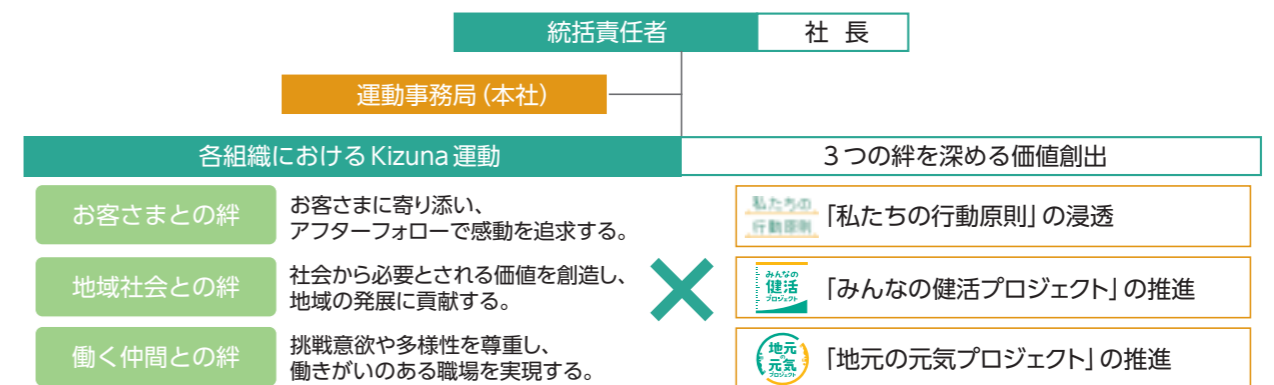 統括責任者
社 長
運動事務局（本社）
各組織におけるKizuna運動
3つの絆を深める価値創出
お客さまとの絆
お客さまに寄り添い、
アフターフォローで感動を追求する。
地域社会との絆
社会から必要とされる価値を創造し、
地域の発展に貢献する。
働く仲間との絆
挑戦意欲や多様性を尊重し、
働きがいのある職場を実現する。
私たちの
行動原則
「私たちの行動原則」の浸透
みんなの
健活
プロジェクト
「みんなの健活プロジェクト」の推進
地元
の
元気
プロジェクト
「地元の元気プロジェクト」の推進